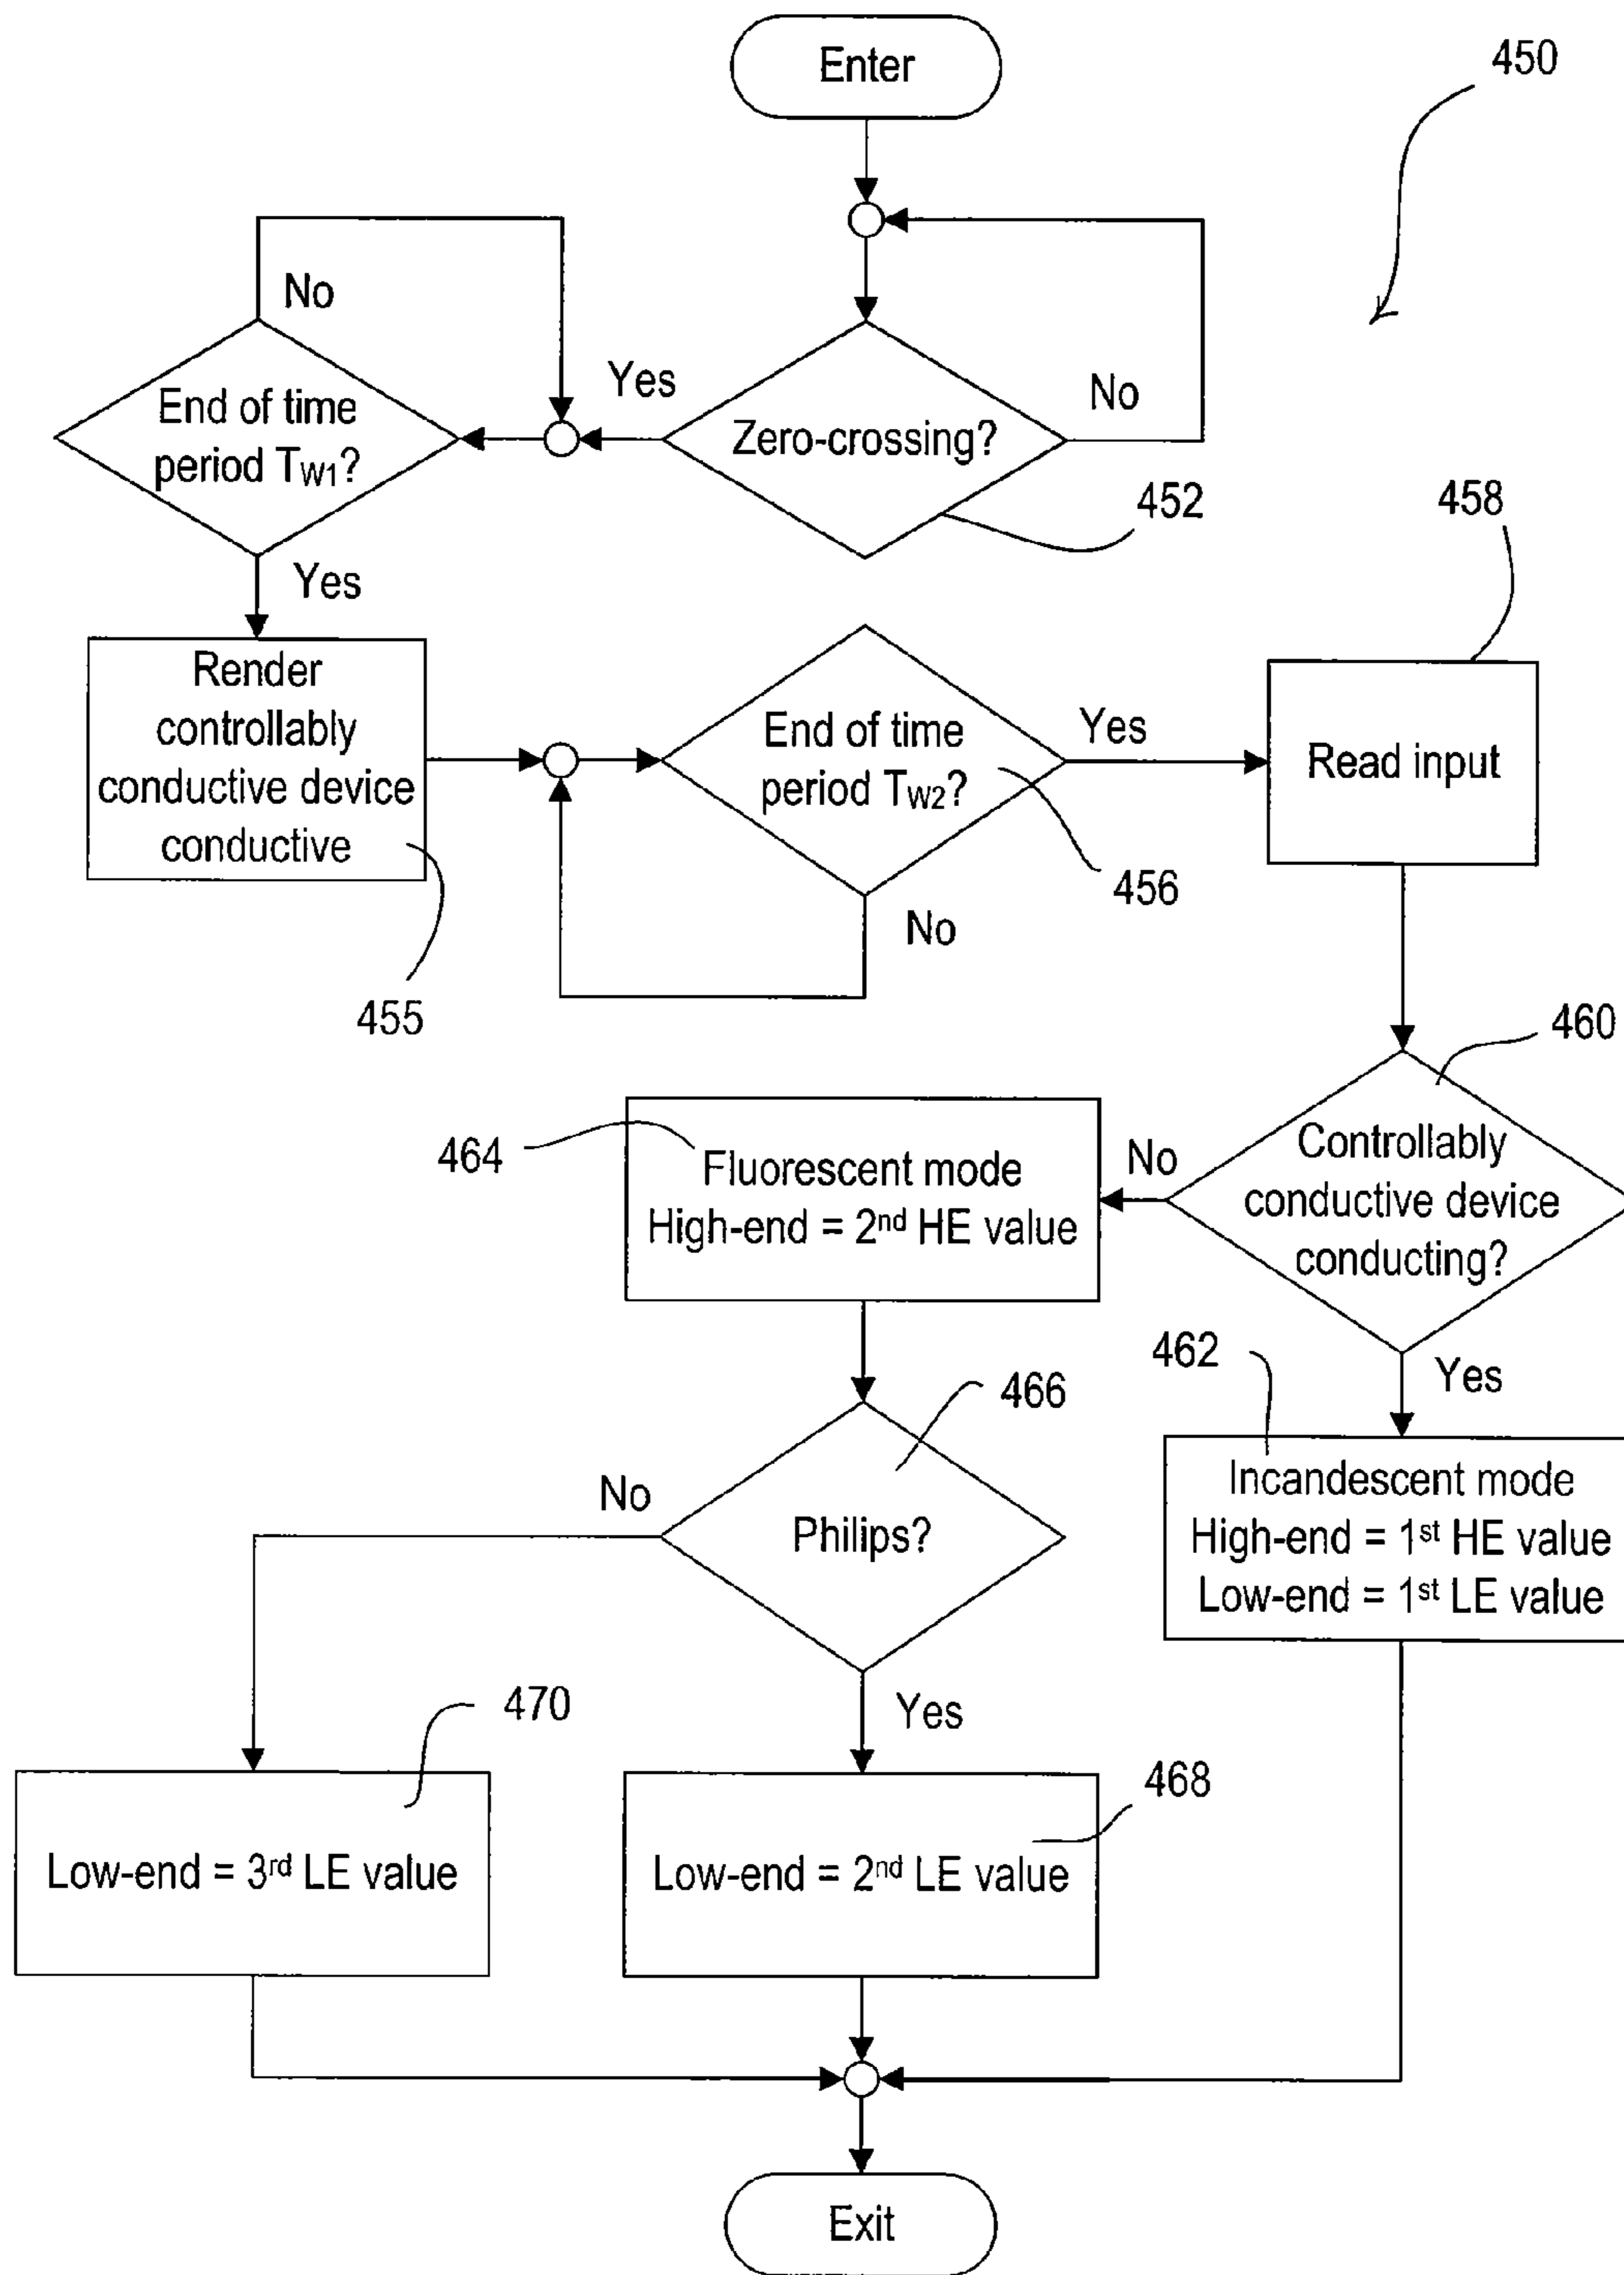 Enter
450
No
Yes
No
End of time
period TW1?
Zero-crossing?
452
458
Yes
Render
controllably
conductive device
conductive
End of time
period TW2?
Yes
Read input
456
No
455
460
464
Fluorescent mode
High-end = 2nd HE value
No
Controllably
conductive device
conducting?
462
Yes
466
Incandescent mode
High-end = 1st HE value
Low-end = 1st LE value
No
Philips?
470
Yes
468
Low-end = 3rd LE value
Low-end = 2nd LE value
Exit